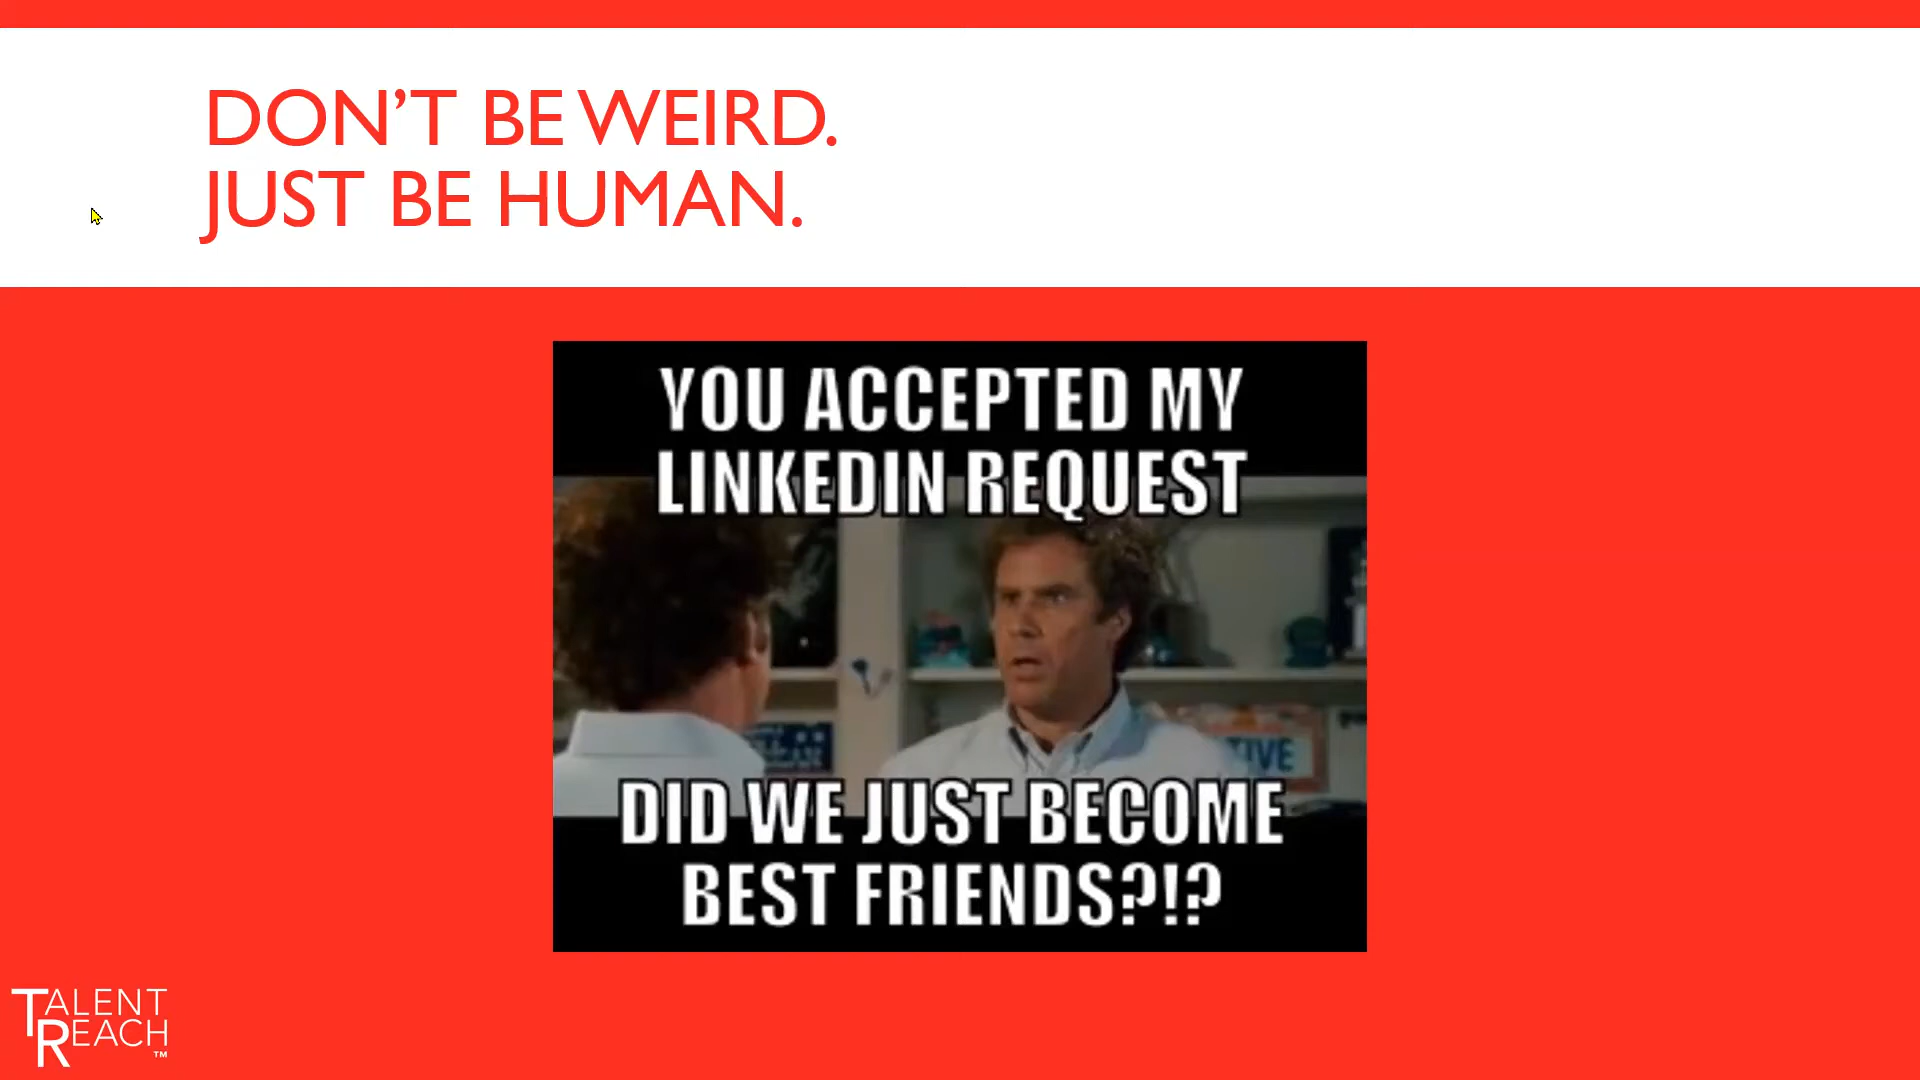 DON'T BE WEIRD.
JUST BE HUMAN.
YOU ACCEPTED MY
LINKEDIN REQUEST
TIVE
DID WE JUST BECOME
BEST FRIENDS?!?
TALENT
REACH
TM